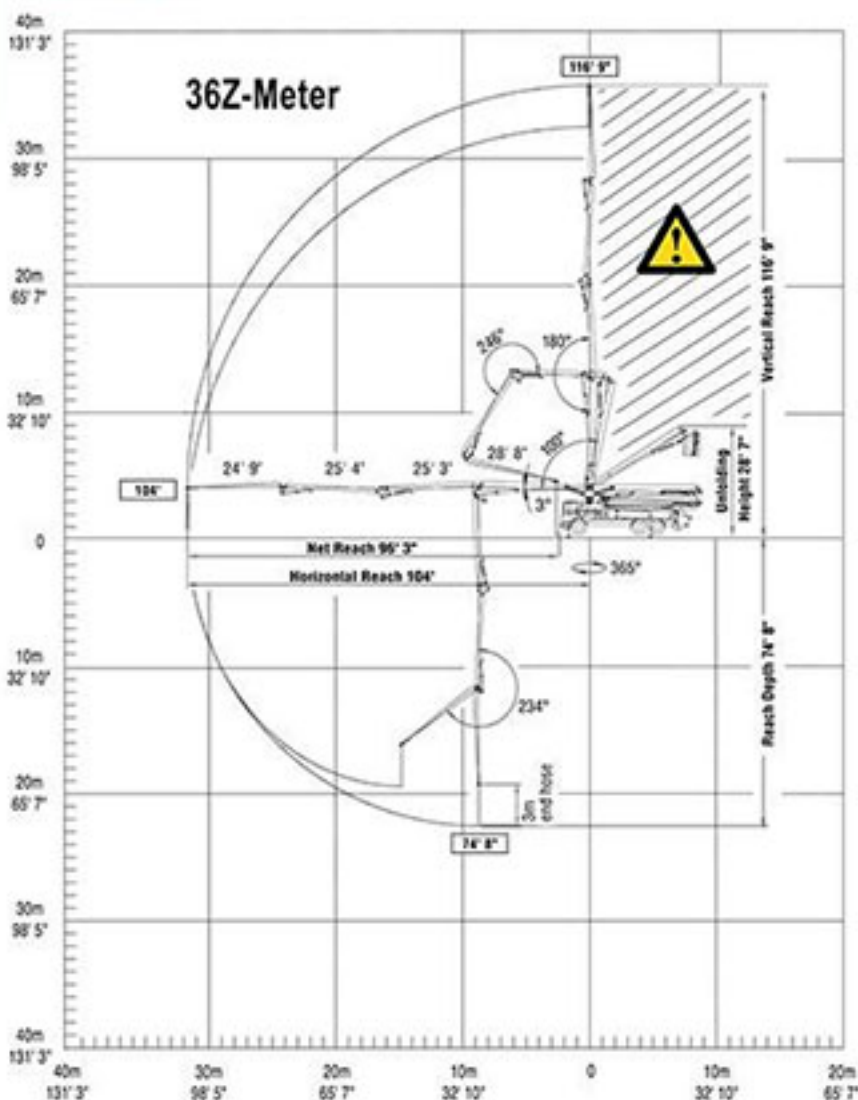 40m
131' 3"
116' 9"
36Z-Meter
30m
98' 5"
20m
65' 7"
Vertical Reach 116' 9"
246°
180°
10m
32' 10"
100°
24' 9"
25' 4"
25' 3"
28' 8"
104'
3°
Unfolding
Height 28' 7"
0
Net Reach 95' 3"
Horizontal Reach 104'
365°
10m
32' 10"
234°
Reach Depth 74' 8"
20m
65' 7"
3m
end hose
74' 8"
30m
98' 5"
40m
131' 3"
40m
30m
20m
10m
0
10m
20m
131' 3"
98' 5"
65' 7"
32' 10"
32' 10"
65' 7"